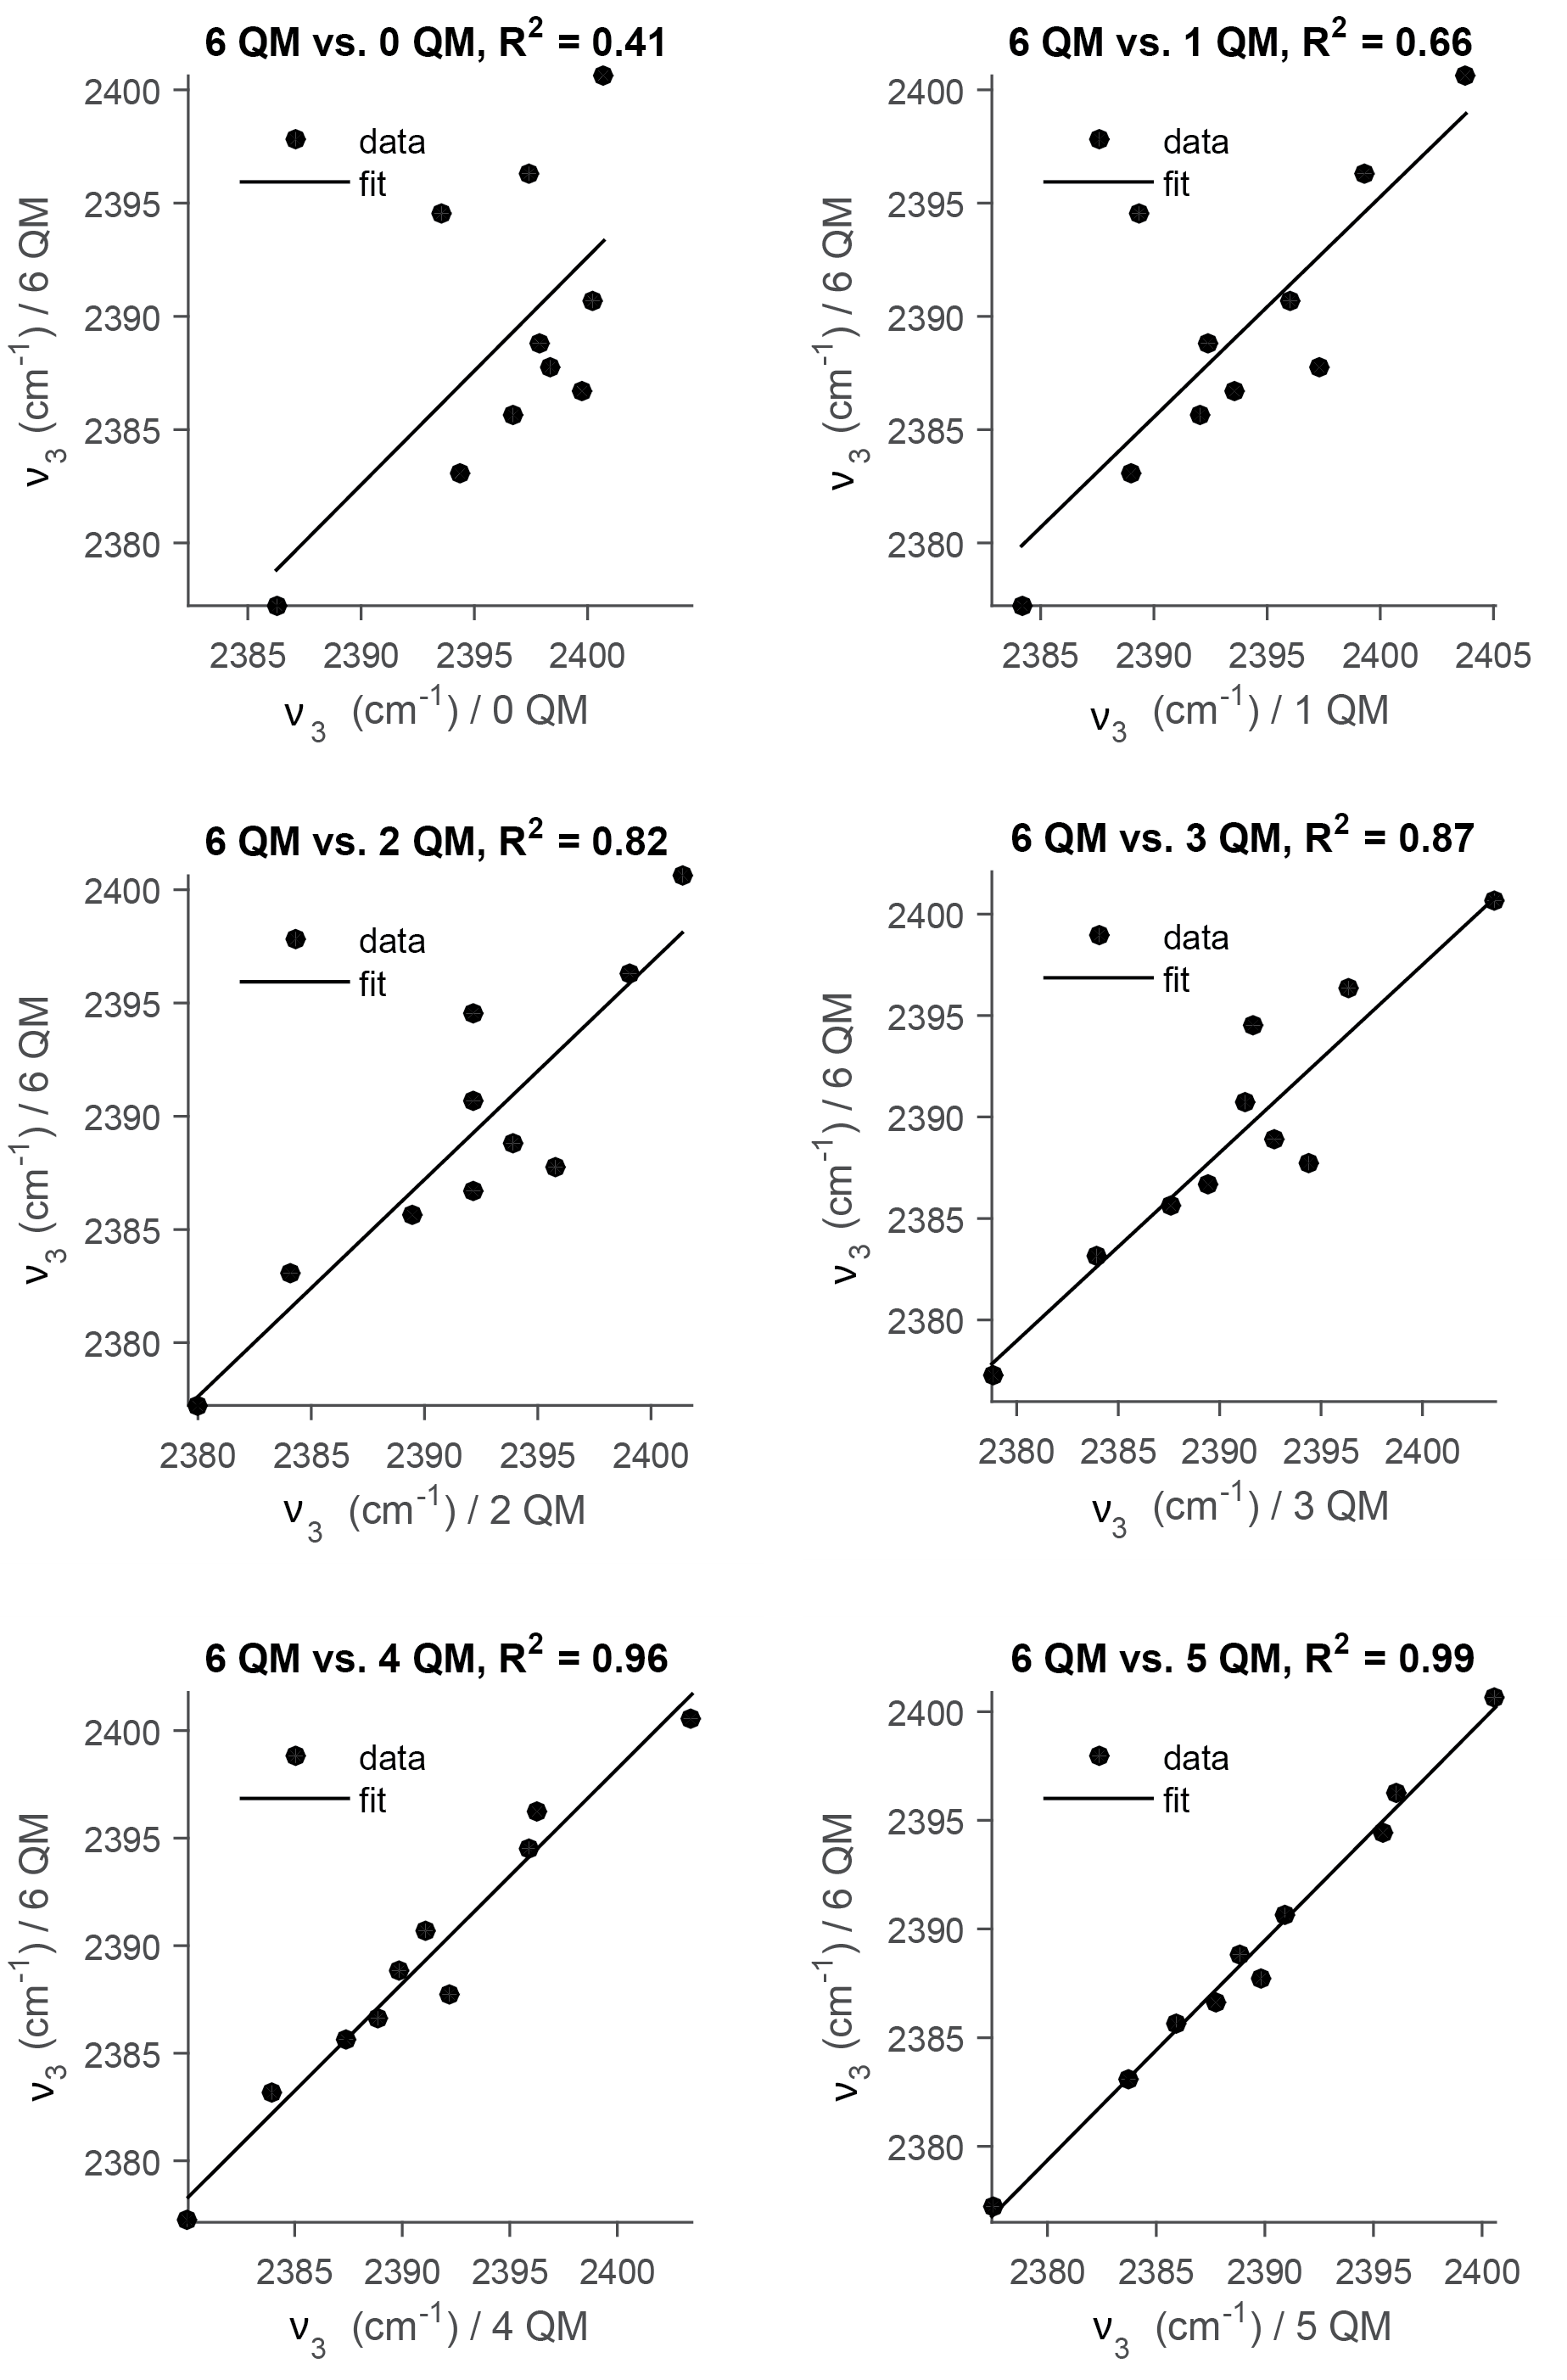 6 QM vs. 0 QM, R² = 0.41
2400
2395
2390
2385
2380
data
fit
ν₃ (cm⁻¹) / 6 QM
2385 2390 2395 2400
ν₃ (cm⁻¹) / 0 QM
6 QM vs. 1 QM, R² = 0.66
2400
2395
2390
2385
2380
data
fit
ν₃ (cm⁻¹) / 6 QM
2385 2390 2395 2400 2405
ν₃ (cm⁻¹) / 1 QM
6 QM vs. 2 QM, R² = 0.82
2400
2395
2390
2385
2380
data
fit
ν₃ (cm⁻¹) / 6 QM
2380 2385 2390 2395 2400
ν₃ (cm⁻¹) / 2 QM
6 QM vs. 3 QM, R² = 0.87
2400
2395
2390
2385
2380
data
fit
ν₃ (cm⁻¹) / 6 QM
2380 2385 2390 2395 2400
ν₃ (cm⁻¹) / 3 QM
6 QM vs. 4 QM, R² = 0.96
2400
2395
2390
2385
2380
data
fit
ν₃ (cm⁻¹) / 6 QM
2385 2390 2395 2400
ν₃ (cm⁻¹) / 4 QM
6 QM vs. 5 QM, R² = 0.99
2400
2395
2390
2385
2380
data
fit
ν₃ (cm⁻¹) / 6 QM
2380 2385 2390 2395 2400
ν₃ (cm⁻¹) / 5 QM